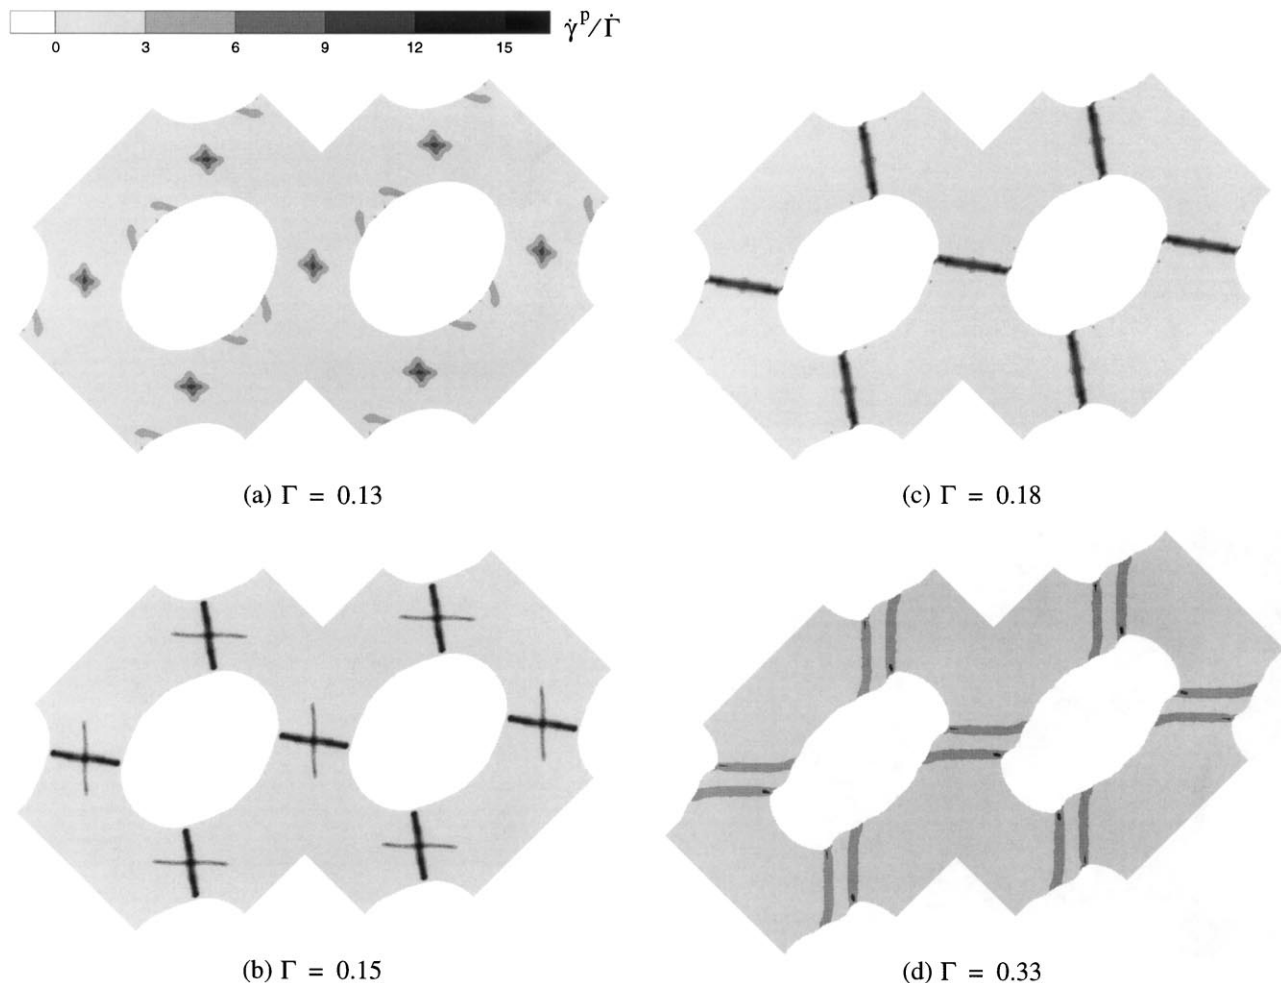 γ̇ᵖ/Γ̇
0 3 6 9 12 15
(a) Γ = 0.13
(c) Γ = 0.18
(b) Γ = 0.15
(d) Γ = 0.33